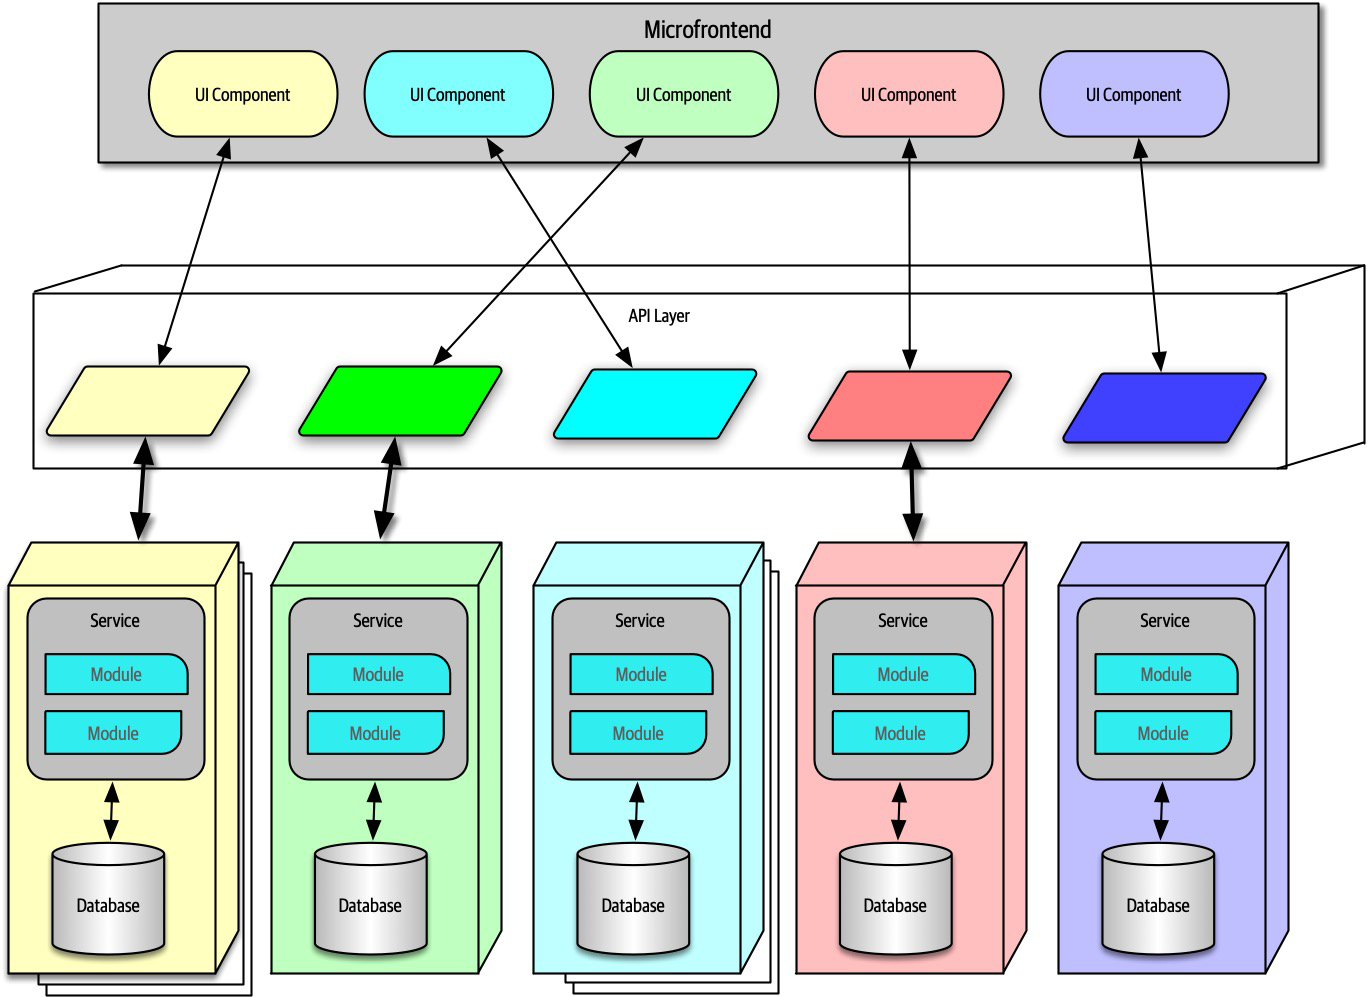 Microfrontend
UI Component
UI Component
UI Component
UI Component
UI Component
API Layer
Service
Service
Service
Service
Service
Module
Module
Module
Module
Module
Module
Module
Module
Module
Module
Database
Database
Database
Database
Database